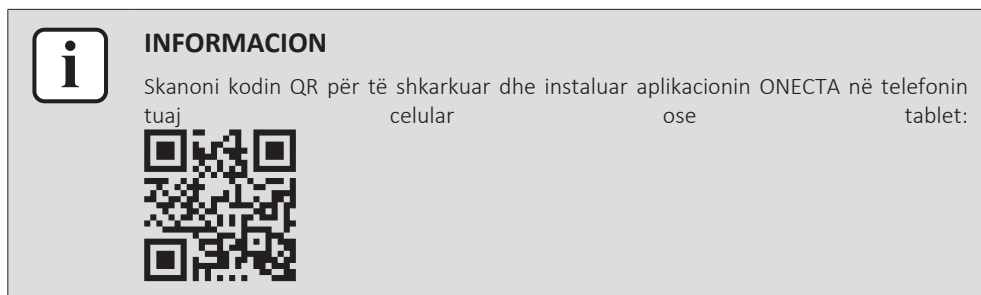 i
INFORMACION
Skanoni kodin QR për të shkarkuar dhe instaluar aplikacionin ONECTA në telefonin
tuaj celular ose tablet: